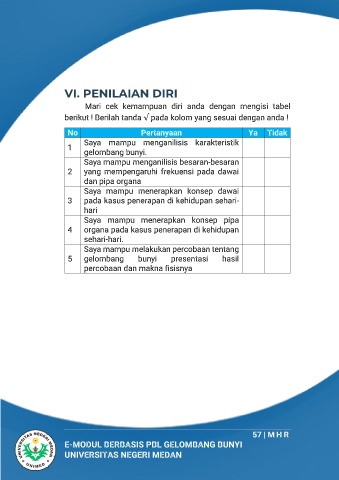 VI. PENILAIAN DIRI
Mari cek kemampuan diri anda dengan mengisi tabel
berikut ! Berilah tanda √ pada kolom yang sesuai dengan anda !
No Pertanyaan Ya Tidak
1 Saya mampu menganilisis karakteristik
gelombang bunyi.
2 Saya mampu menganilisis besaran-besaran
yang mempengaruhi frekuensi pada dawai
dan pipa organa
3 Saya mampu menerapkan konsep dawai
pada kasus penerapan di kehidupan sehari-
hari
4 Saya mampu menerapkan konsep pipa
organa pada kasus penerapan di kehidupan
sehari-hari.
5 Saya mampu melakukan percobaan tentang
gelombang bunyi presentasi hasil
percobaan dan makna fisisnya
57 | M H R
E-MODUL BERBASIS PBL GELOMBANG BUNYI
UNIVERSITAS NEGERI MEDAN
UNIVERSITAS NEGERI MEDAN
UNIMED